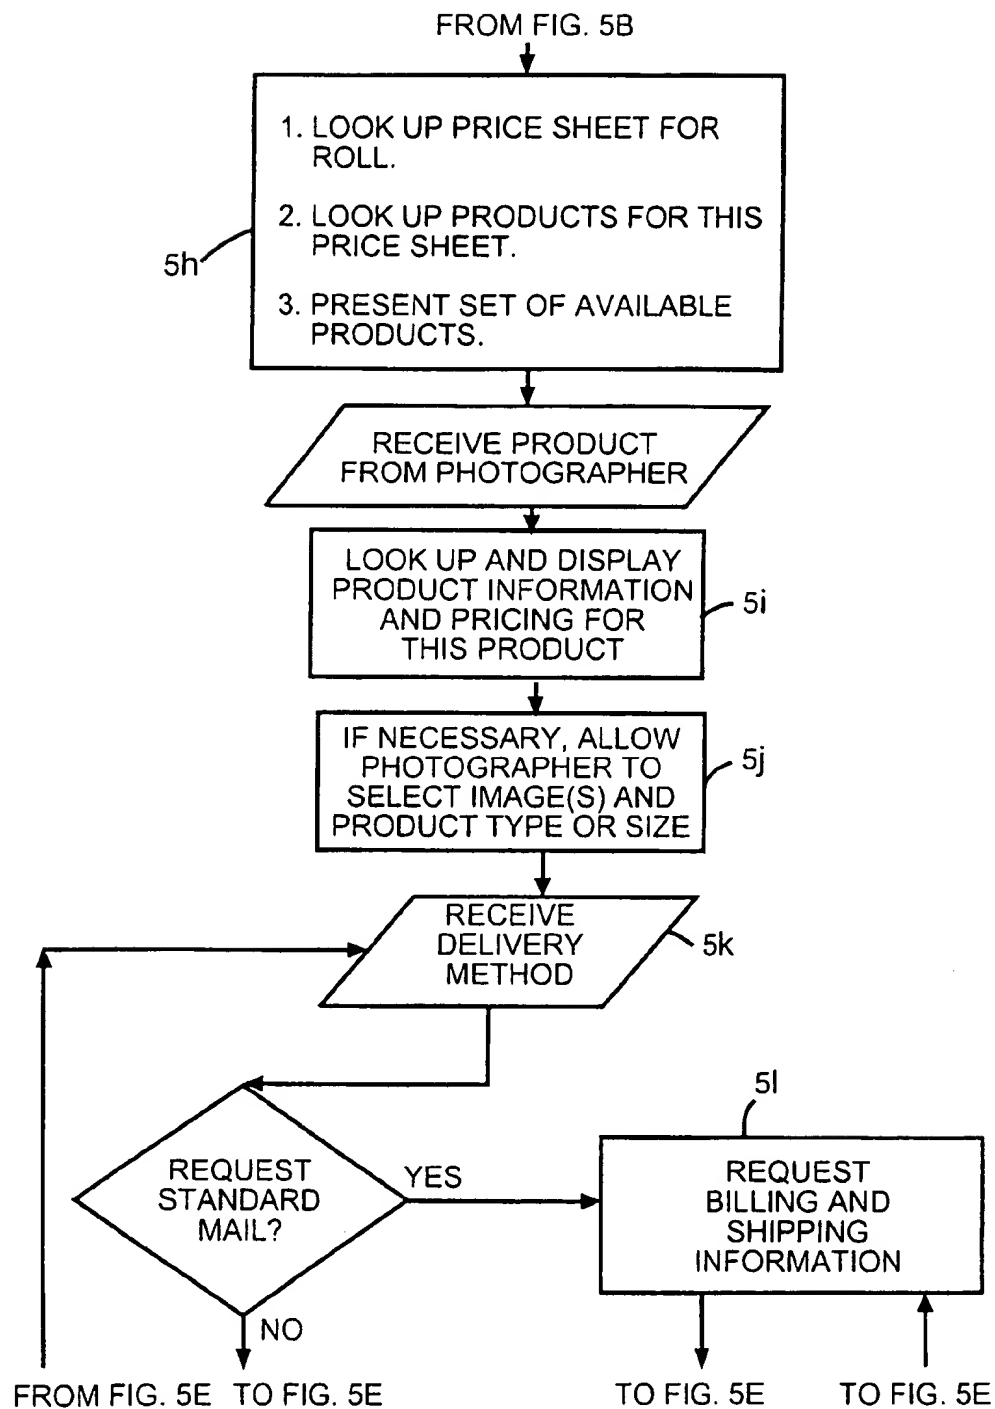 FROM FIG. 5B
1. LOOK UP PRICE SHEET FOR
ROLL.
2. LOOK UP PRODUCTS FOR THIS
PRICE SHEET.
3. PRESENT SET OF AVAILABLE
PRODUCTS.
5h
RECEIVE PRODUCT
FROM PHOTOGRAPHER
LOOK UP AND DISPLAY
PRODUCT INFORMATION
AND PRICING FOR
THIS PRODUCT
5i
IF NECESSARY, ALLOW
PHOTOGRAPHER TO
SELECT IMAGE(S) AND
PRODUCT TYPE OR SIZE
5j
RECEIVE
DELIVERY
METHOD
5k
REQUEST
STANDARD
MAIL?
YES
NO
5l
REQUEST
BILLING AND
SHIPPING
INFORMATION
FROM FIG. 5E
TO FIG. 5E
TO FIG. 5E
TO FIG. 5E